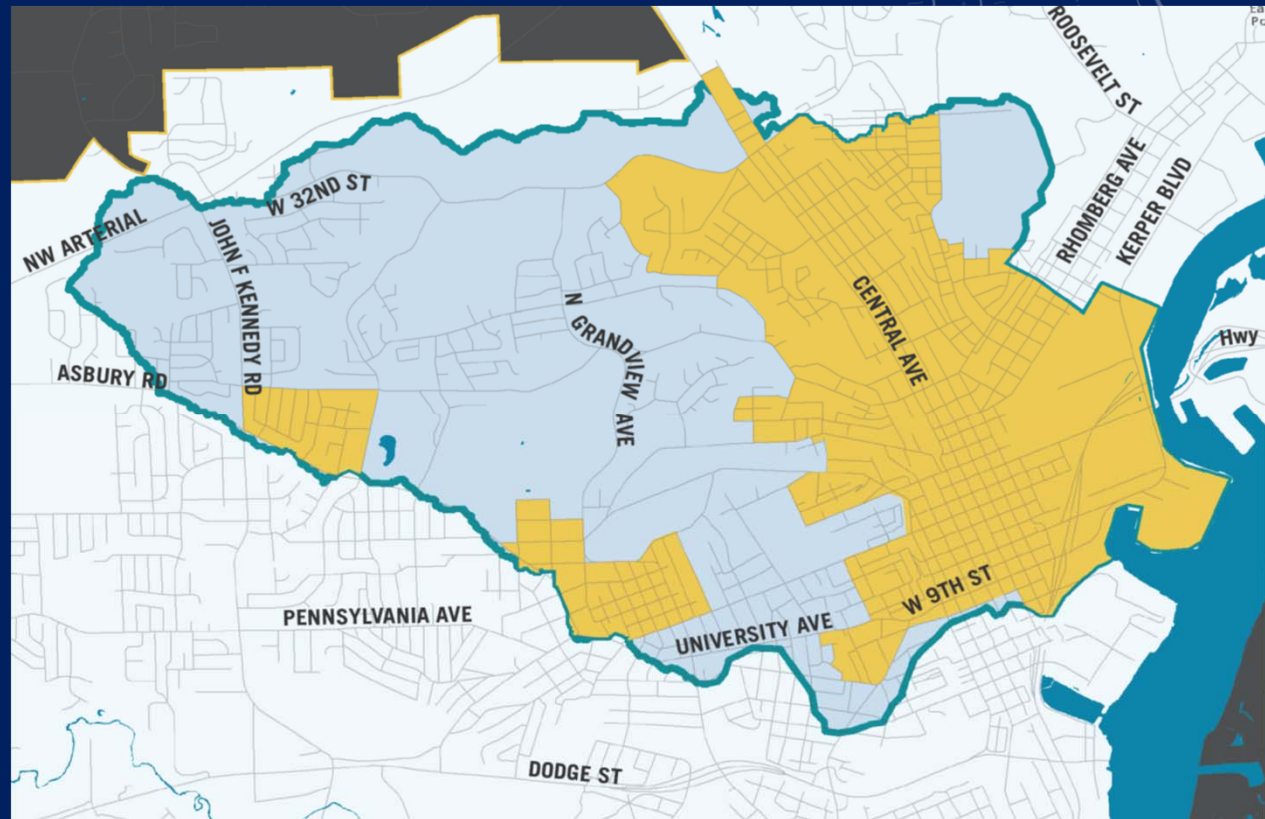 ROOSEVELT ST
RHOMBERG AVE
KERPER BLVD
W 32ND ST
NW ARTERIAL
JOHN F KENNEDY RD
N GRANDVIEW AVE
CENTRAL AVE
Hwy
ASBURY RD
W 9TH ST
PENNSYLVANIA AVE
UNIVERSITY AVE
DODGE ST